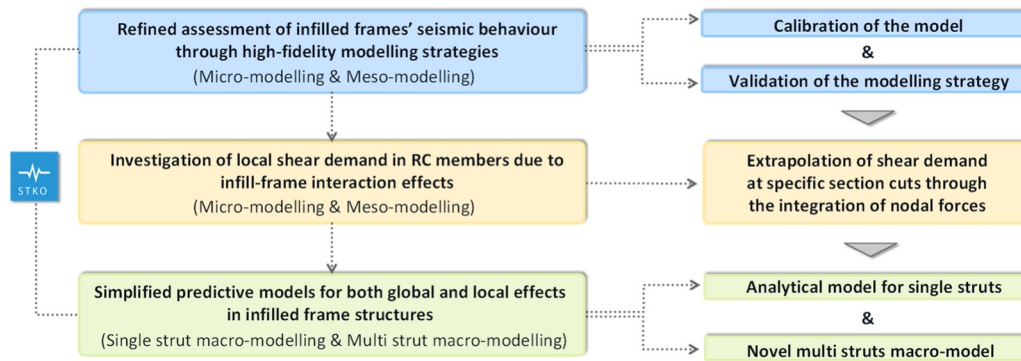 Refined assessment of infilled frames’ seismic behaviour
through high-fidelity modelling strategies
(Micro-modelling & Meso-modelling)
Calibration of the model
&
Validation of the modelling strategy
STKO
Investigation of local shear demand in RC members due to
infill-frame interaction effects
(Micro-modelling & Meso-modelling)
Extrapolation of shear demand
at specific section cuts through
the integration of nodal forces
Simplified predictive models for both global and local effects
in infilled frame structures
(Single strut macro-modelling & Multi strut macro-modelling)
Analytical model for single struts
&
Novel multi struts macro-model